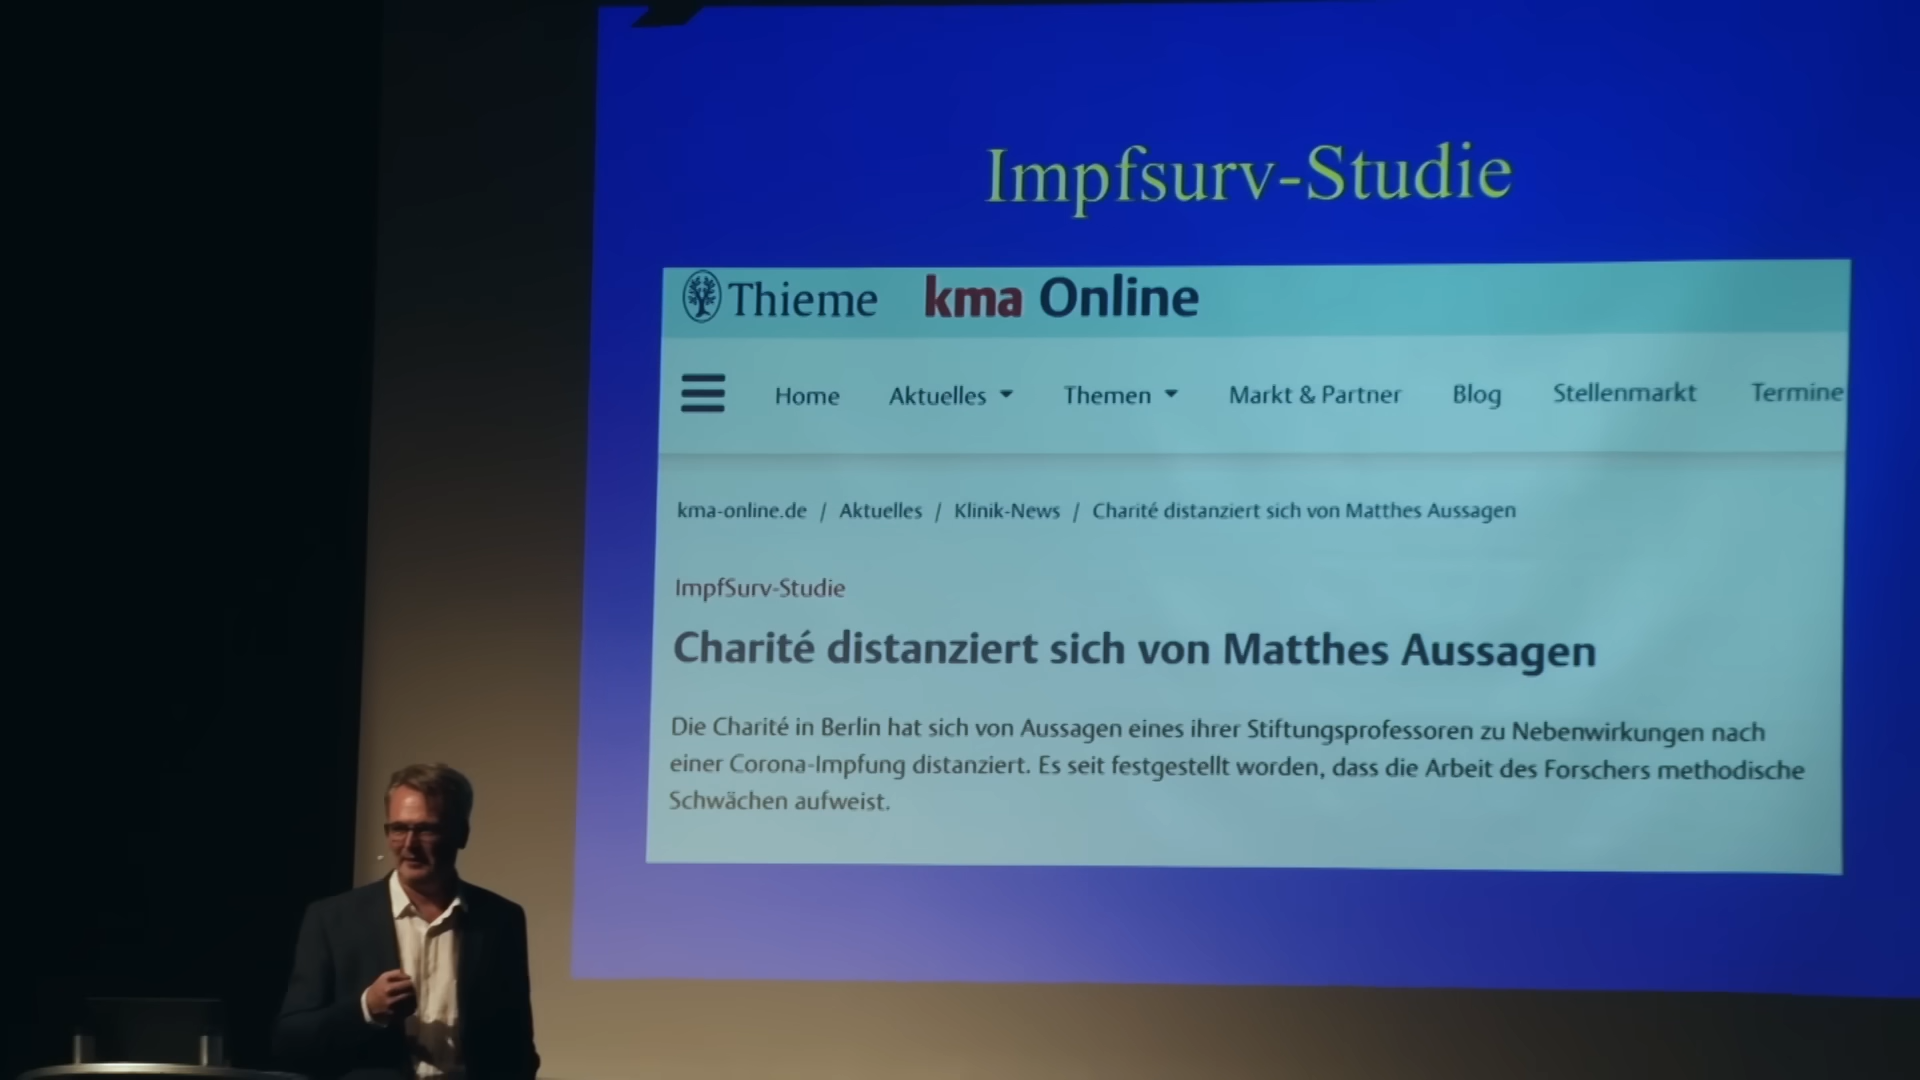 Impfsurv-Studie
Thieme kma Online
Home Aktuelles Themen Markt & Partner Blog Stellenmarkt Termine
kma-online.de / Aktuelles / Klinik-News / Charité distanziert sich von Matthes Aussagen
ImpfSurv-Studie
Charité distanziert sich von Matthes Aussagen
Die Charité in Berlin hat sich von Aussagen eines ihrer Stiftungsprofessoren zu Nebenwirkungen nach
einer Corona-Impfung distanziert. Es seit festgestellt worden, dass die Arbeit des Forschers methodische
Schwächen aufweist.